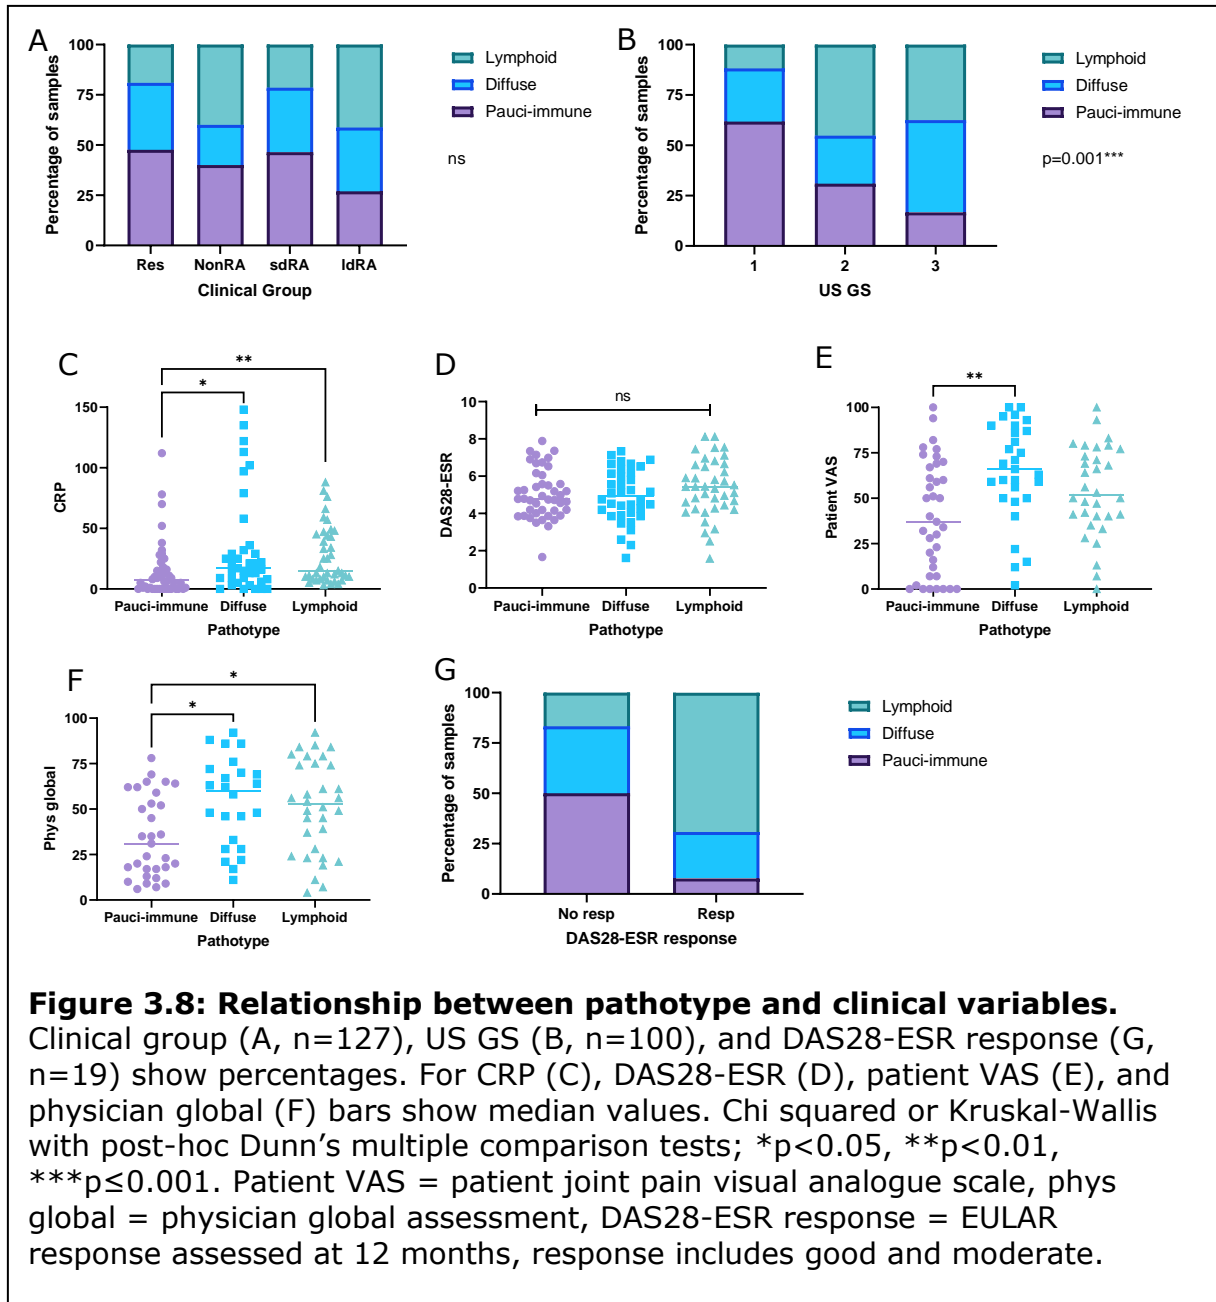 A
Percentage of samples
100
75
50
25
0
Res NonRA sdRA ldRA
Clinical Group
Lymphoid
Diffuse
Pauci-immune
ns
B
Percentage of samples
100
75
50
25
0
1 2 3
US GS
Lymphoid
Diffuse
Pauci-immune
p=0.001***
C
**
*
CRP
150
100
50
0
Pauci-immune Diffuse Lymphoid
Pathotype
D
ns
DAS28-ESR
10
8
6
4
2
0
Pauci-immune Diffuse Lymphoid
Pathotype
E
**
Patient VAS
100
75
50
25
0
Pauci-immune Diffuse Lymphoid
Pathotype
F
*
*
Phys global
100
75
50
25
0
Pauci-immune Diffuse Lymphoid
Pathotype
G
Percentage of samples
100
75
50
25
0
No resp Resp
DAS28-ESR response
Lymphoid
Diffuse
Pauci-immune
Figure 3.8: Relationship between pathotype and clinical variables.
Clinical group (A, n=127), US GS (B, n=100), and DAS28-ESR response (G,
n=19) show percentages. For CRP (C), DAS28-ESR (D), patient VAS (E), and
physician global (F) bars show median values. Chi squared or Kruskal-Wallis
with post-hoc Dunn’s multiple comparison tests; *p<0.05, **p<0.01,
***p≤0.001. Patient VAS = patient joint pain visual analogue scale, phys
global = physician global assessment, DAS28-ESR response = EULAR
response assessed at 12 months, response includes good and moderate.